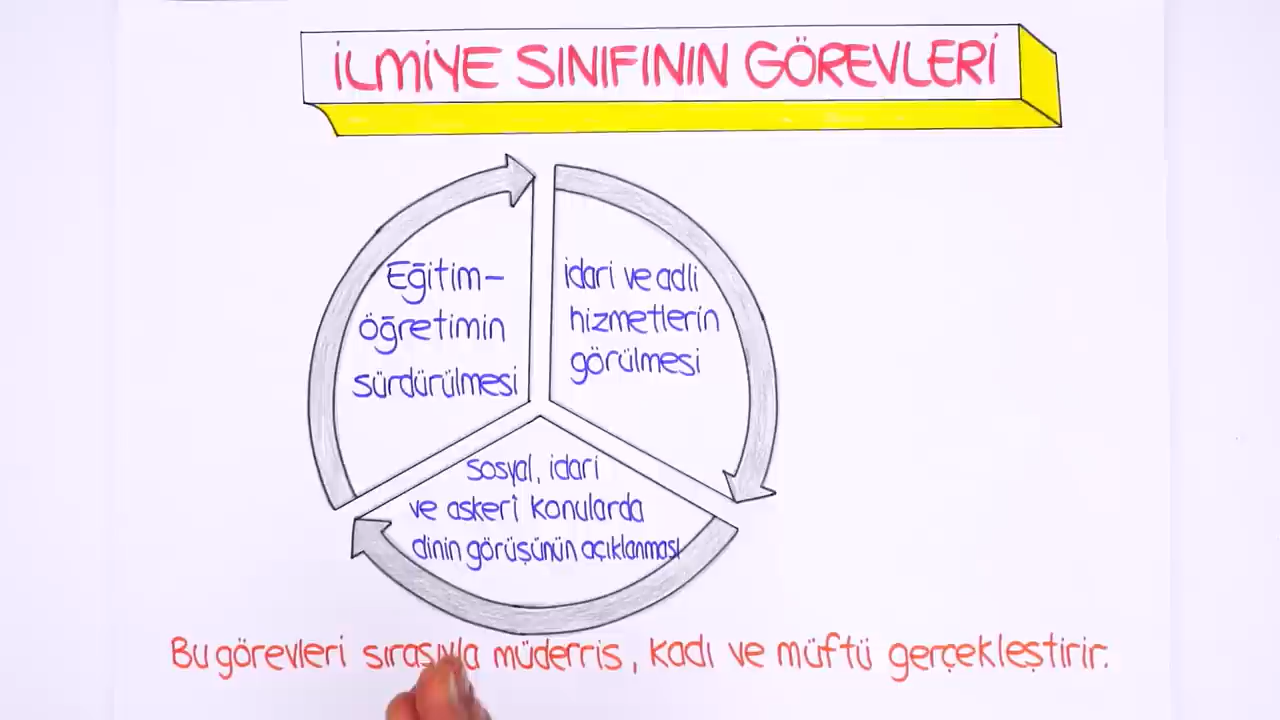 İLMİYE SINIFININ GÖREVLERİ
Eğitim-
öğretimin
sürdürülmesi
idari ve adli
hizmetlerin
görülmesi
Sosyal, idari
ve askerî konularda
dinin görüşünün açıklanması
Bu görevleri sırasıyla müderris, kadı ve müftü gerçekleştirir.